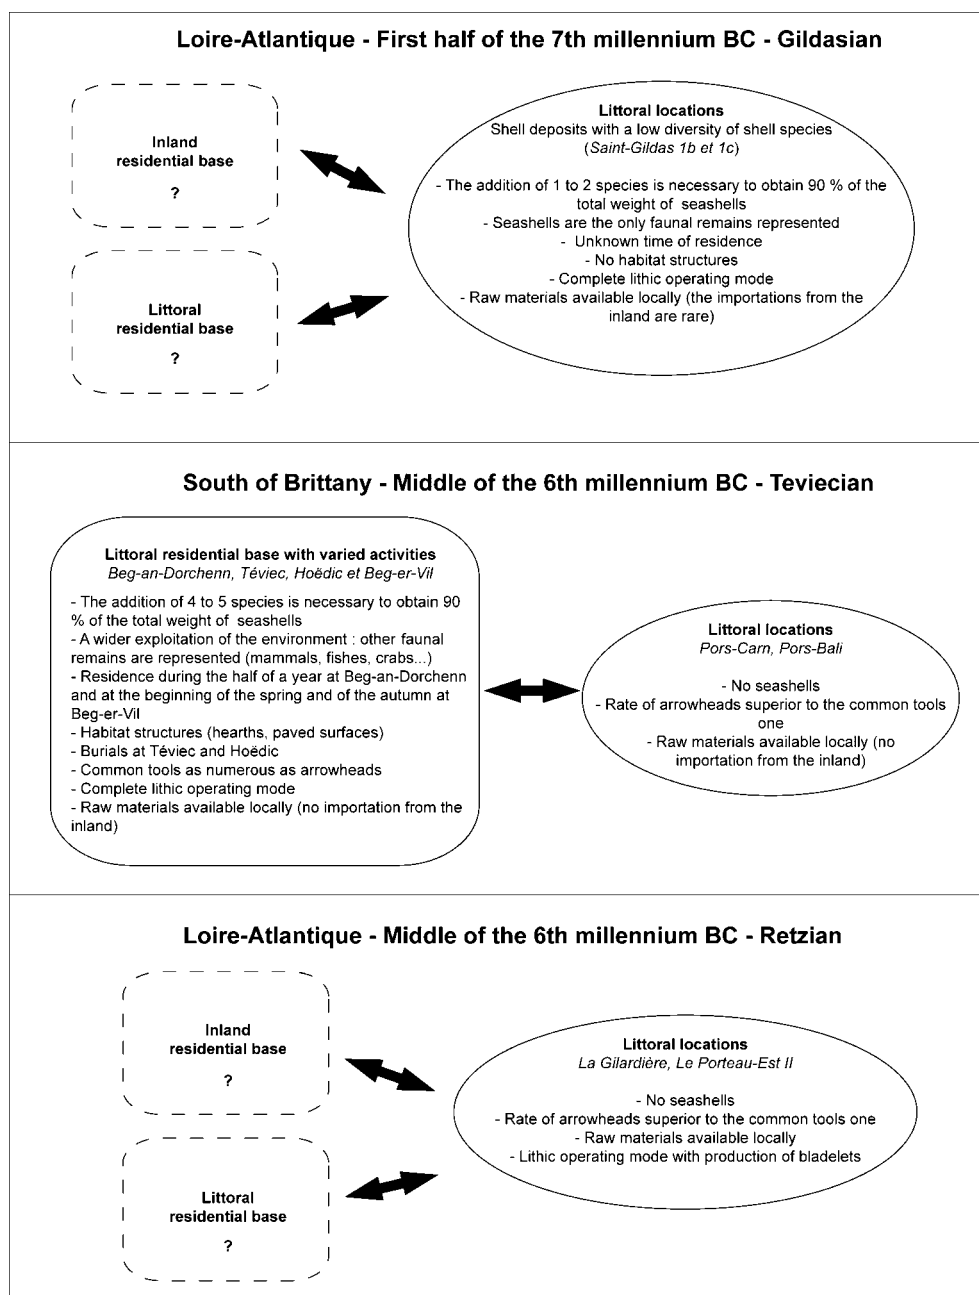 Loire-Atlantique - First half of the 7th millennium BC - Gildasian
Inland
residential base
?
Littoral
residential base
?
Littoral locations
Shell deposits with a low diversity of shell species
(Saint-Gildas 1b et 1c)
- The addition of 1 to 2 species is necessary to obtain 90 % of the
total weight of seashells
- Seashells are the only faunal remains represented
- Unknown time of residence
- No habitat structures
- Complete lithic operating mode
- Raw materials available locally (the importations from the
inland are rare)
South of Brittany - Middle of the 6th millennium BC - Teviecian
Littoral residential base with varied activities
Beg-an-Dorchenn, Téviec, Hoëdic et Beg-er-Vil
- The addition of 4 to 5 species is necessary to obtain 90
% of the total weight of seashells
- A wider exploitation of the environment : other faunal
remains are represented (mammals, fishes, crabs...)
- Residence during the half of a year at Beg-an-Dorchenn
and at the beginning of the spring and of the autumn at
Beg-er-Vil
- Habitat structures (hearths, paved surfaces)
- Burials at Téviec and Hoëdic
- Common tools as numerous as arrowheads
- Complete lithic operating mode
- Raw materials available locally (no importation from the
inland)
Littoral locations
Pors-Carn, Pors-Bali
- No seashells
- Rate of arrowheads superior to the common tools
one
- Raw materials available locally (no
importation from the inland)
Loire-Atlantique - Middle of the 6th millennium BC - Retzian
Inland
residential base
?
Littoral
residential base
?
Littoral locations
La Gilardière, Le Porteau-Est II
- No seashells
- Rate of arrowheads superior to the common tools one
- Raw materials available locally
- Lithic operating mode with production of bladelets